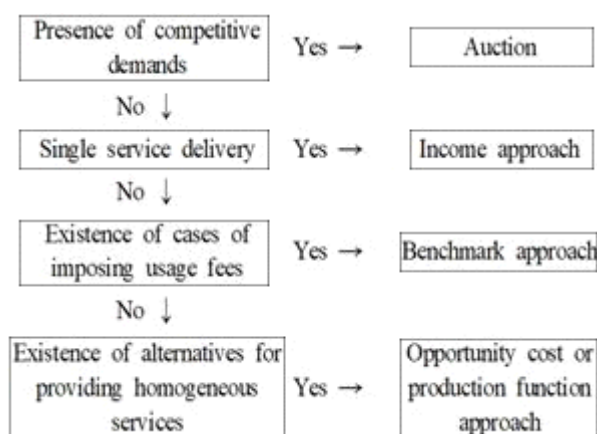 Presence of competitive
demands
Yes →
Auction
No ↓
Single service delivery
Yes →
Income approach
No ↓
Existence of cases of
imposing usage fees
Yes →
Benchmark approach
No ↓
Existence of alternatives for
providing homogeneous
services
Yes →
Opportunity cost or
production function
approach